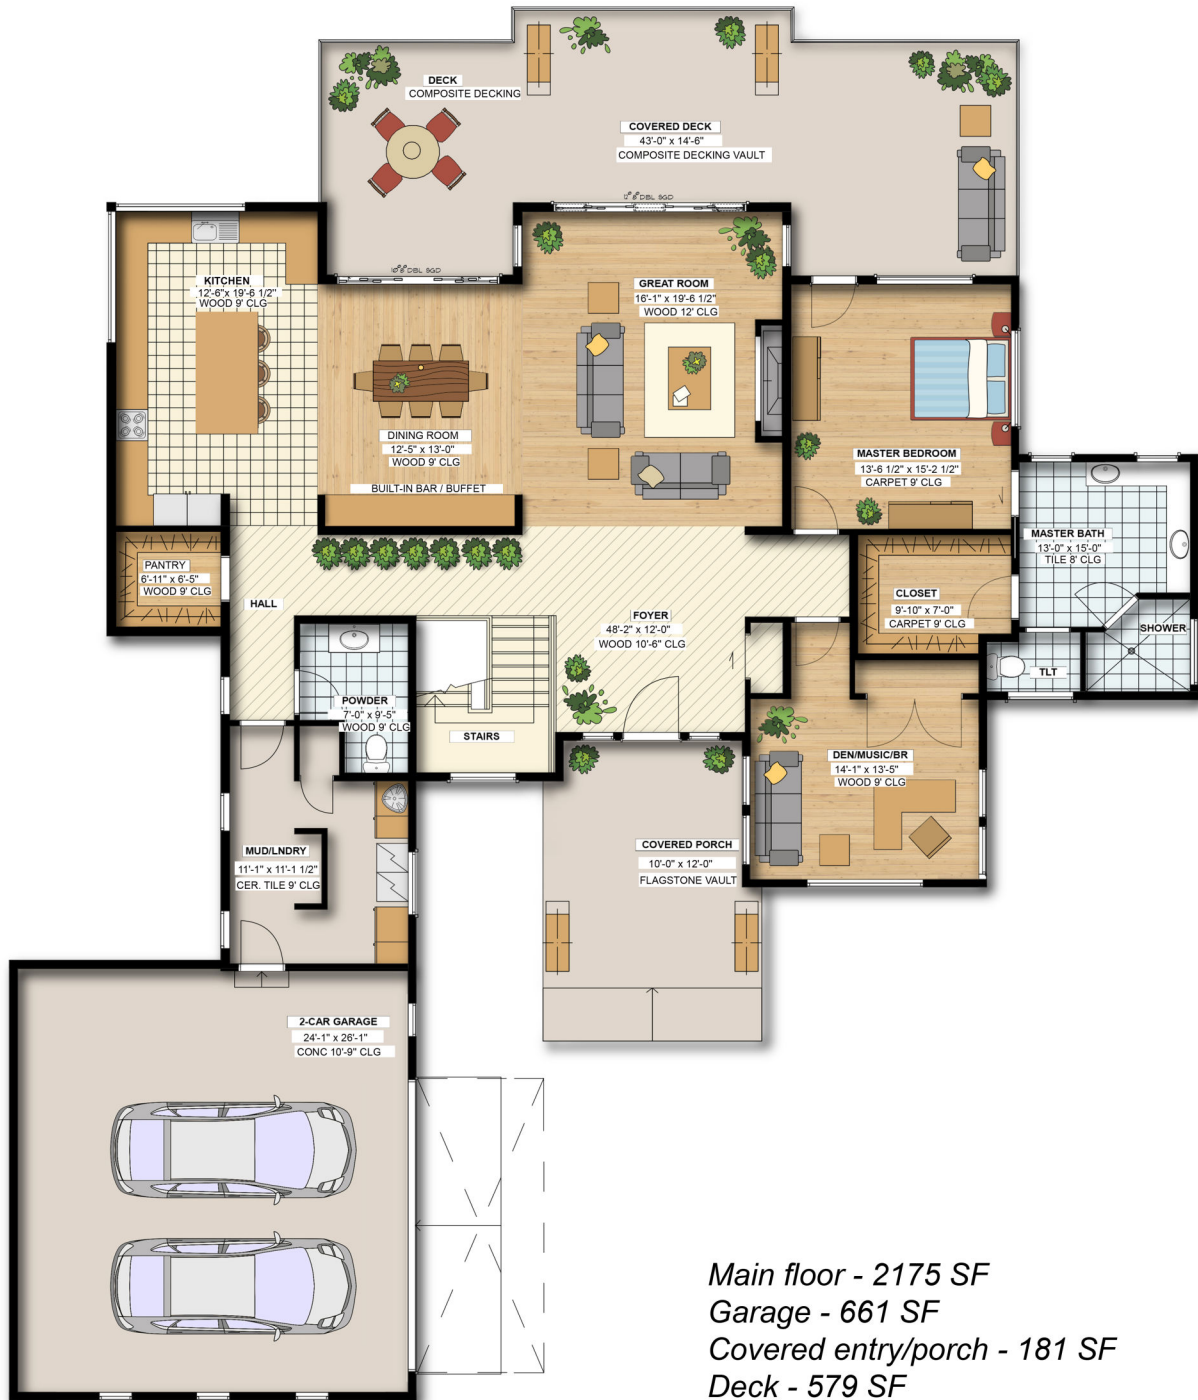 DECK
COMPOSITE DECKING
COVERED DECK
43'-0" x 14'-6"
COMPOSITE DECKING VAULT
DBL SGD
DBL SGD
KITCHEN
12'-6"x 19'-6 1/2"
WOOD 9' CLG
GREAT ROOM
16'-1" x 19'-6 1/2"
WOOD 12' CLG
DINING ROOM
12'-5" x 13'-0"
WOOD 9' CLG
BUILT-IN BAR / BUFFET
MASTER BEDROOM
13'-6 1/2" x 15'-2 1/2"
CARPET 9' CLG
MASTER BATH
13'-0" x 15'-0"
TILE 8' CLG
PANTRY
6'-11" x 6'-5"
WOOD 9' CLG
HALL
FOYER
48'-2" x 12'-0"
WOOD 10'-6" CLG
CLOSET
9'-10" x 7'-0"
CARPET 9' CLG
SHOWER
TLT
POWDER
7'-0" x 9'-5"
WOOD 9' CLG
STAIRS
DEN/MUSIC/BR
14'-1" x 13'-5"
WOOD 9' CLG
MUD/LNDRY
11'-1" x 11'-1 1/2"
CER. TILE 9' CLG
COVERED PORCH
10'-0" x 12'-0"
FLAGSTONE VAULT
2-CAR GARAGE
24'-1" x 26'-1"
CONC 10'-9" CLG
Main floor - 2175 SF
Garage - 661 SF
Covered entry/porch - 181 SF
Deck - 579 SF